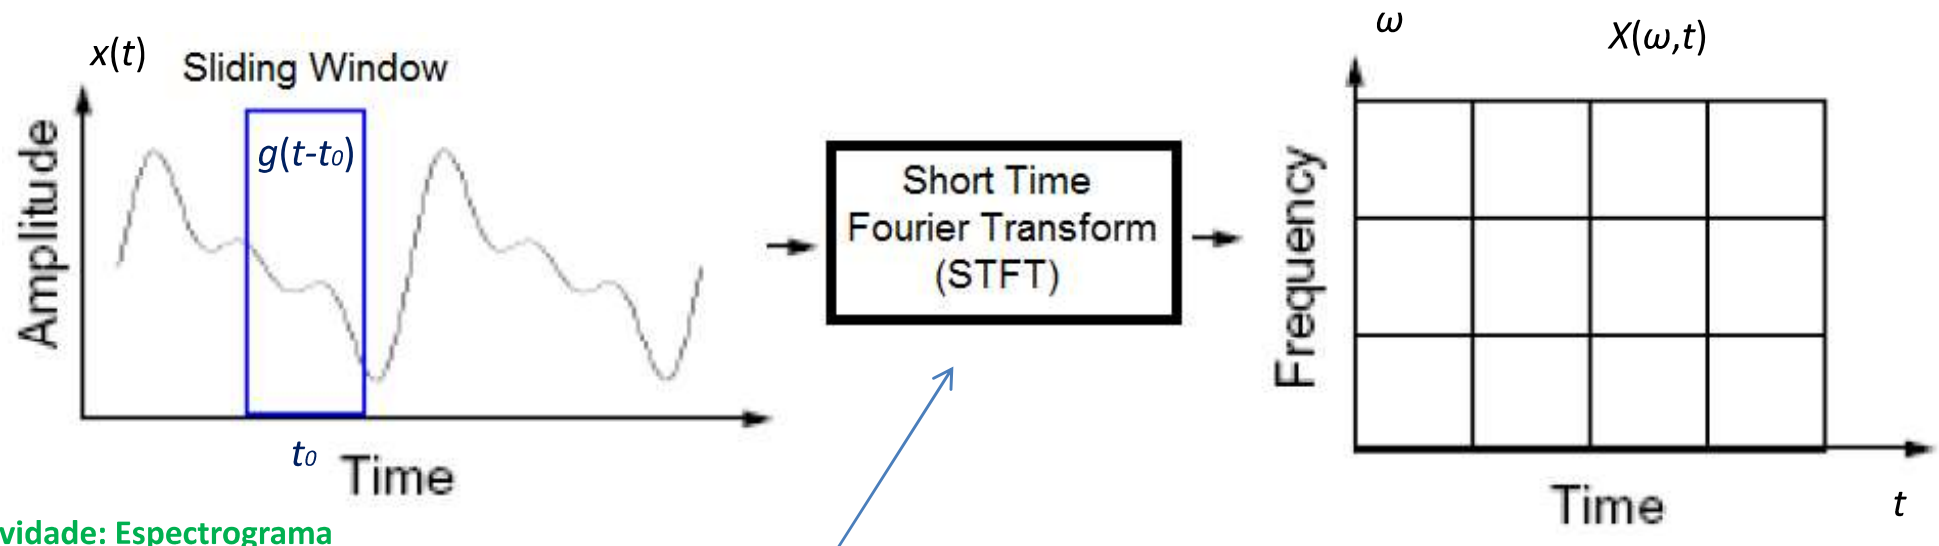 x(t)
Sliding Window
g(t-t0)
Amplitude
t0
Time
Short Time
Fourier Transform
(STFT)
ω
X(ω,t)
Frequency
Time
t
vidade: Espectrograma